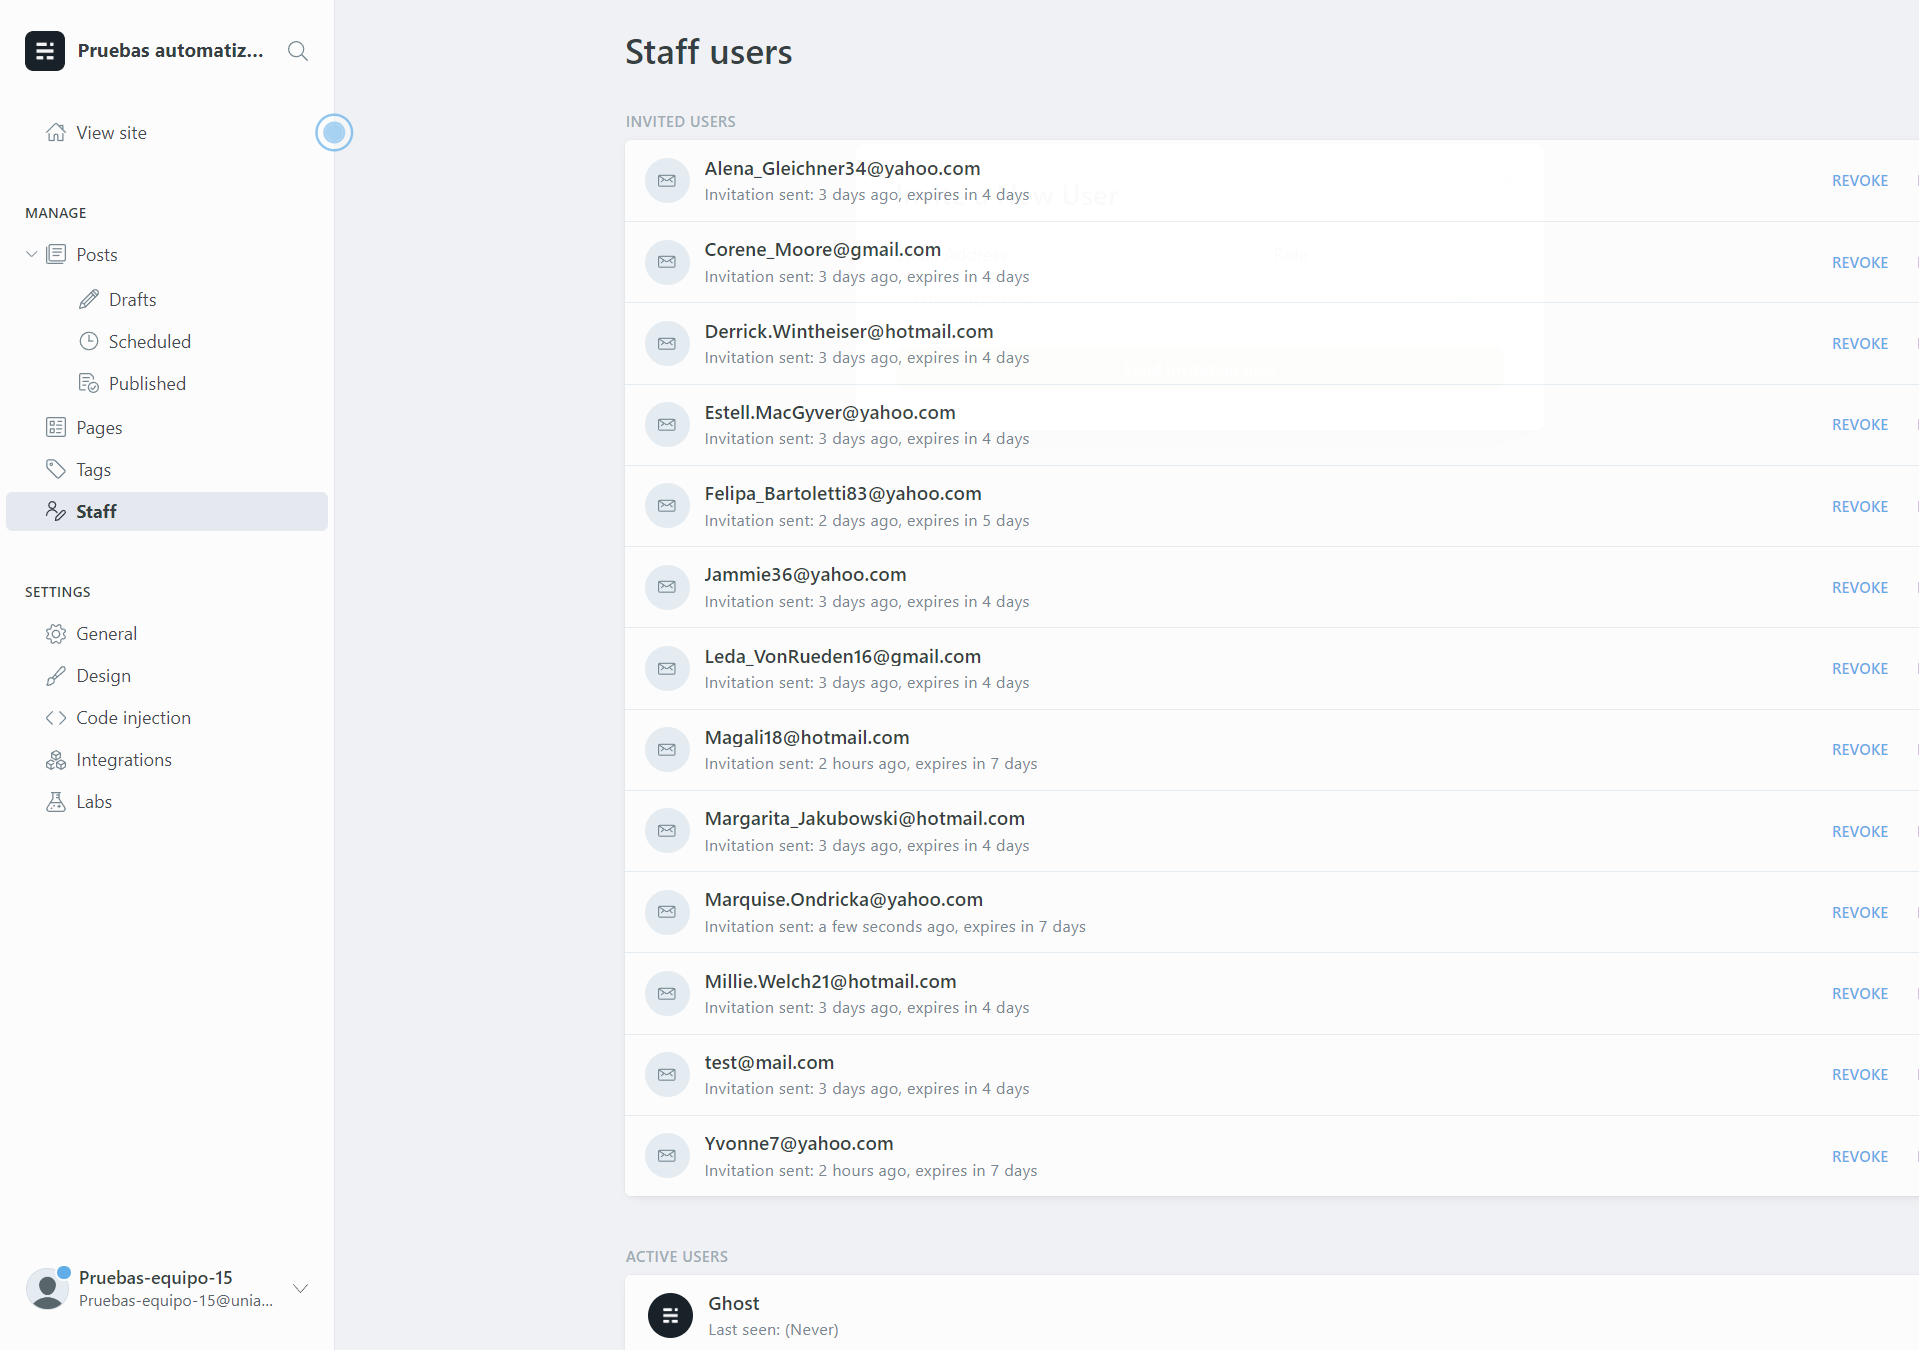 Pruebas automatiz...
View site
MANAGE
Posts
Drafts
Scheduled
Published
Pages
Tags
Staff
SETTINGS
General
Design
Code injection
Integrations
Labs
Pruebas-equipo-15
Pruebas-equipo-15@unia...
Staff users
INVITED USERS
Alena_Gleichner34@yahoo.com
Invitation sent: 3 days ago, expires in 4 days
REVOKE
User
Corene_Moore@gmail.com
Invitation sent: 3 days ago, expires in 4 days
REVOKE
Role
Derrick.Wintheiser@hotmail.com
Invitation sent: 3 days ago, expires in 4 days
REVOKE
Estell.MacGyver@yahoo.com
Invitation sent: 3 days ago, expires in 4 days
REVOKE
Felipa_Bartoletti83@yahoo.com
Invitation sent: 2 days ago, expires in 5 days
REVOKE
Jammie36@yahoo.com
Invitation sent: 3 days ago, expires in 4 days
REVOKE
Leda_VonRueden16@gmail.com
Invitation sent: 3 days ago, expires in 4 days
REVOKE
Magali18@hotmail.com
Invitation sent: 2 hours ago, expires in 7 days
REVOKE
Margarita_Jakubowski@hotmail.com
Invitation sent: 3 days ago, expires in 4 days
REVOKE
Marquise.Ondricka@yahoo.com
Invitation sent: a few seconds ago, expires in 7 days
REVOKE
Millie.Welch21@hotmail.com
Invitation sent: 3 days ago, expires in 4 days
REVOKE
test@mail.com
Invitation sent: 3 days ago, expires in 4 days
REVOKE
Yvonne7@yahoo.com
Invitation sent: 2 hours ago, expires in 7 days
REVOKE
ACTIVE USERS
Ghost
Last seen: (Never)